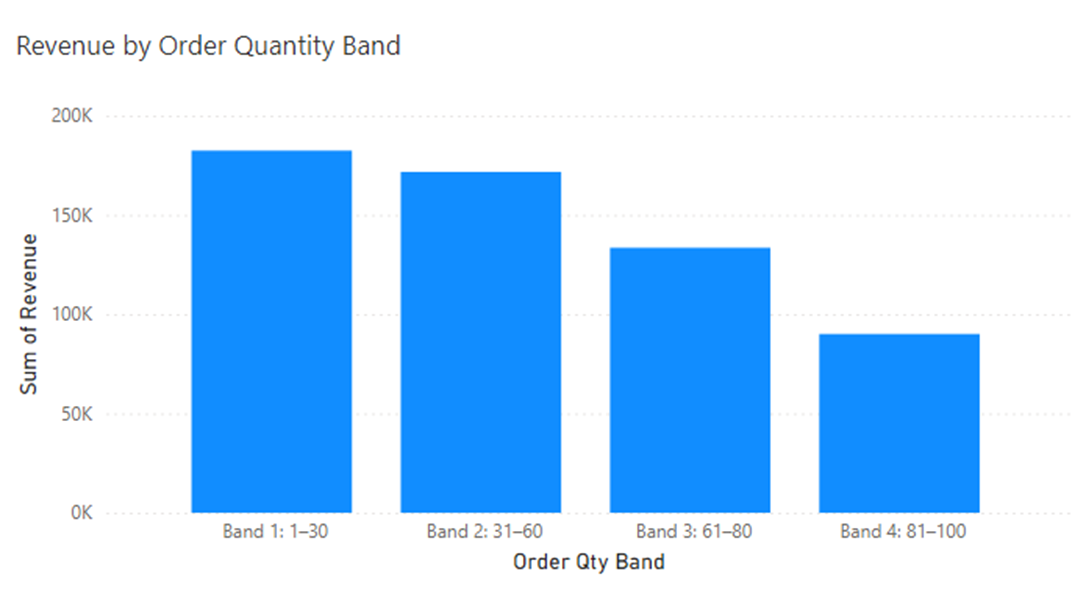 Revenue by Order Quantity Band
200K
150K
100K
50K
0K
Sum of Revenue
Band 1: 1–30
Band 2: 31–60
Band 3: 61–80
Band 4: 81–100
Order Qty Band